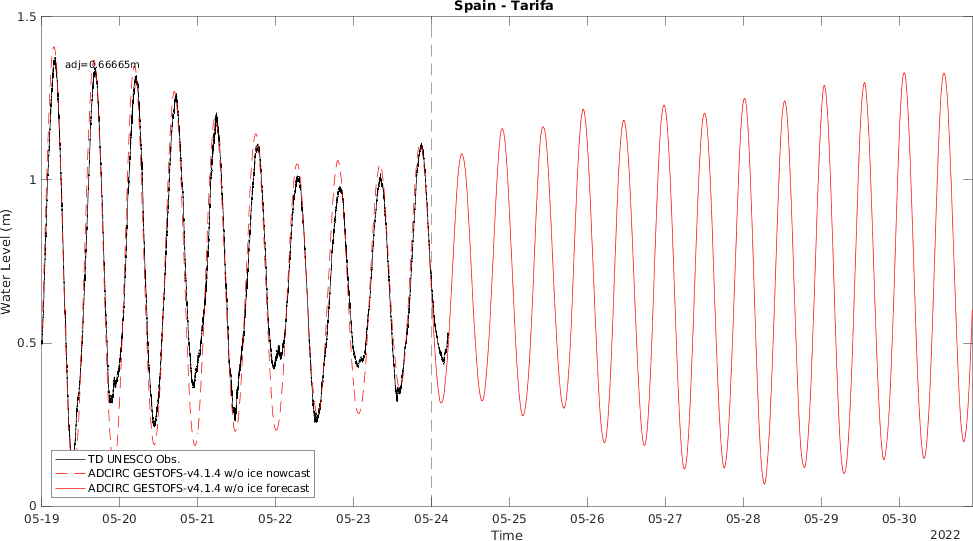 Spain - Tarifa
1.5
adj=0.66665m
1
Water Level (m)
0.5
TD UNESCO Obs.
ADCIRC GESTOFS-v4.1.4 w/o ice nowcast
ADCIRC GESTOFS-v4.1.4 w/o ice forecast
0
05-19 05-20 05-21 05-22 05-23 05-24 05-25 05-26 05-27 05-28 05-29 05-30
Time
2022